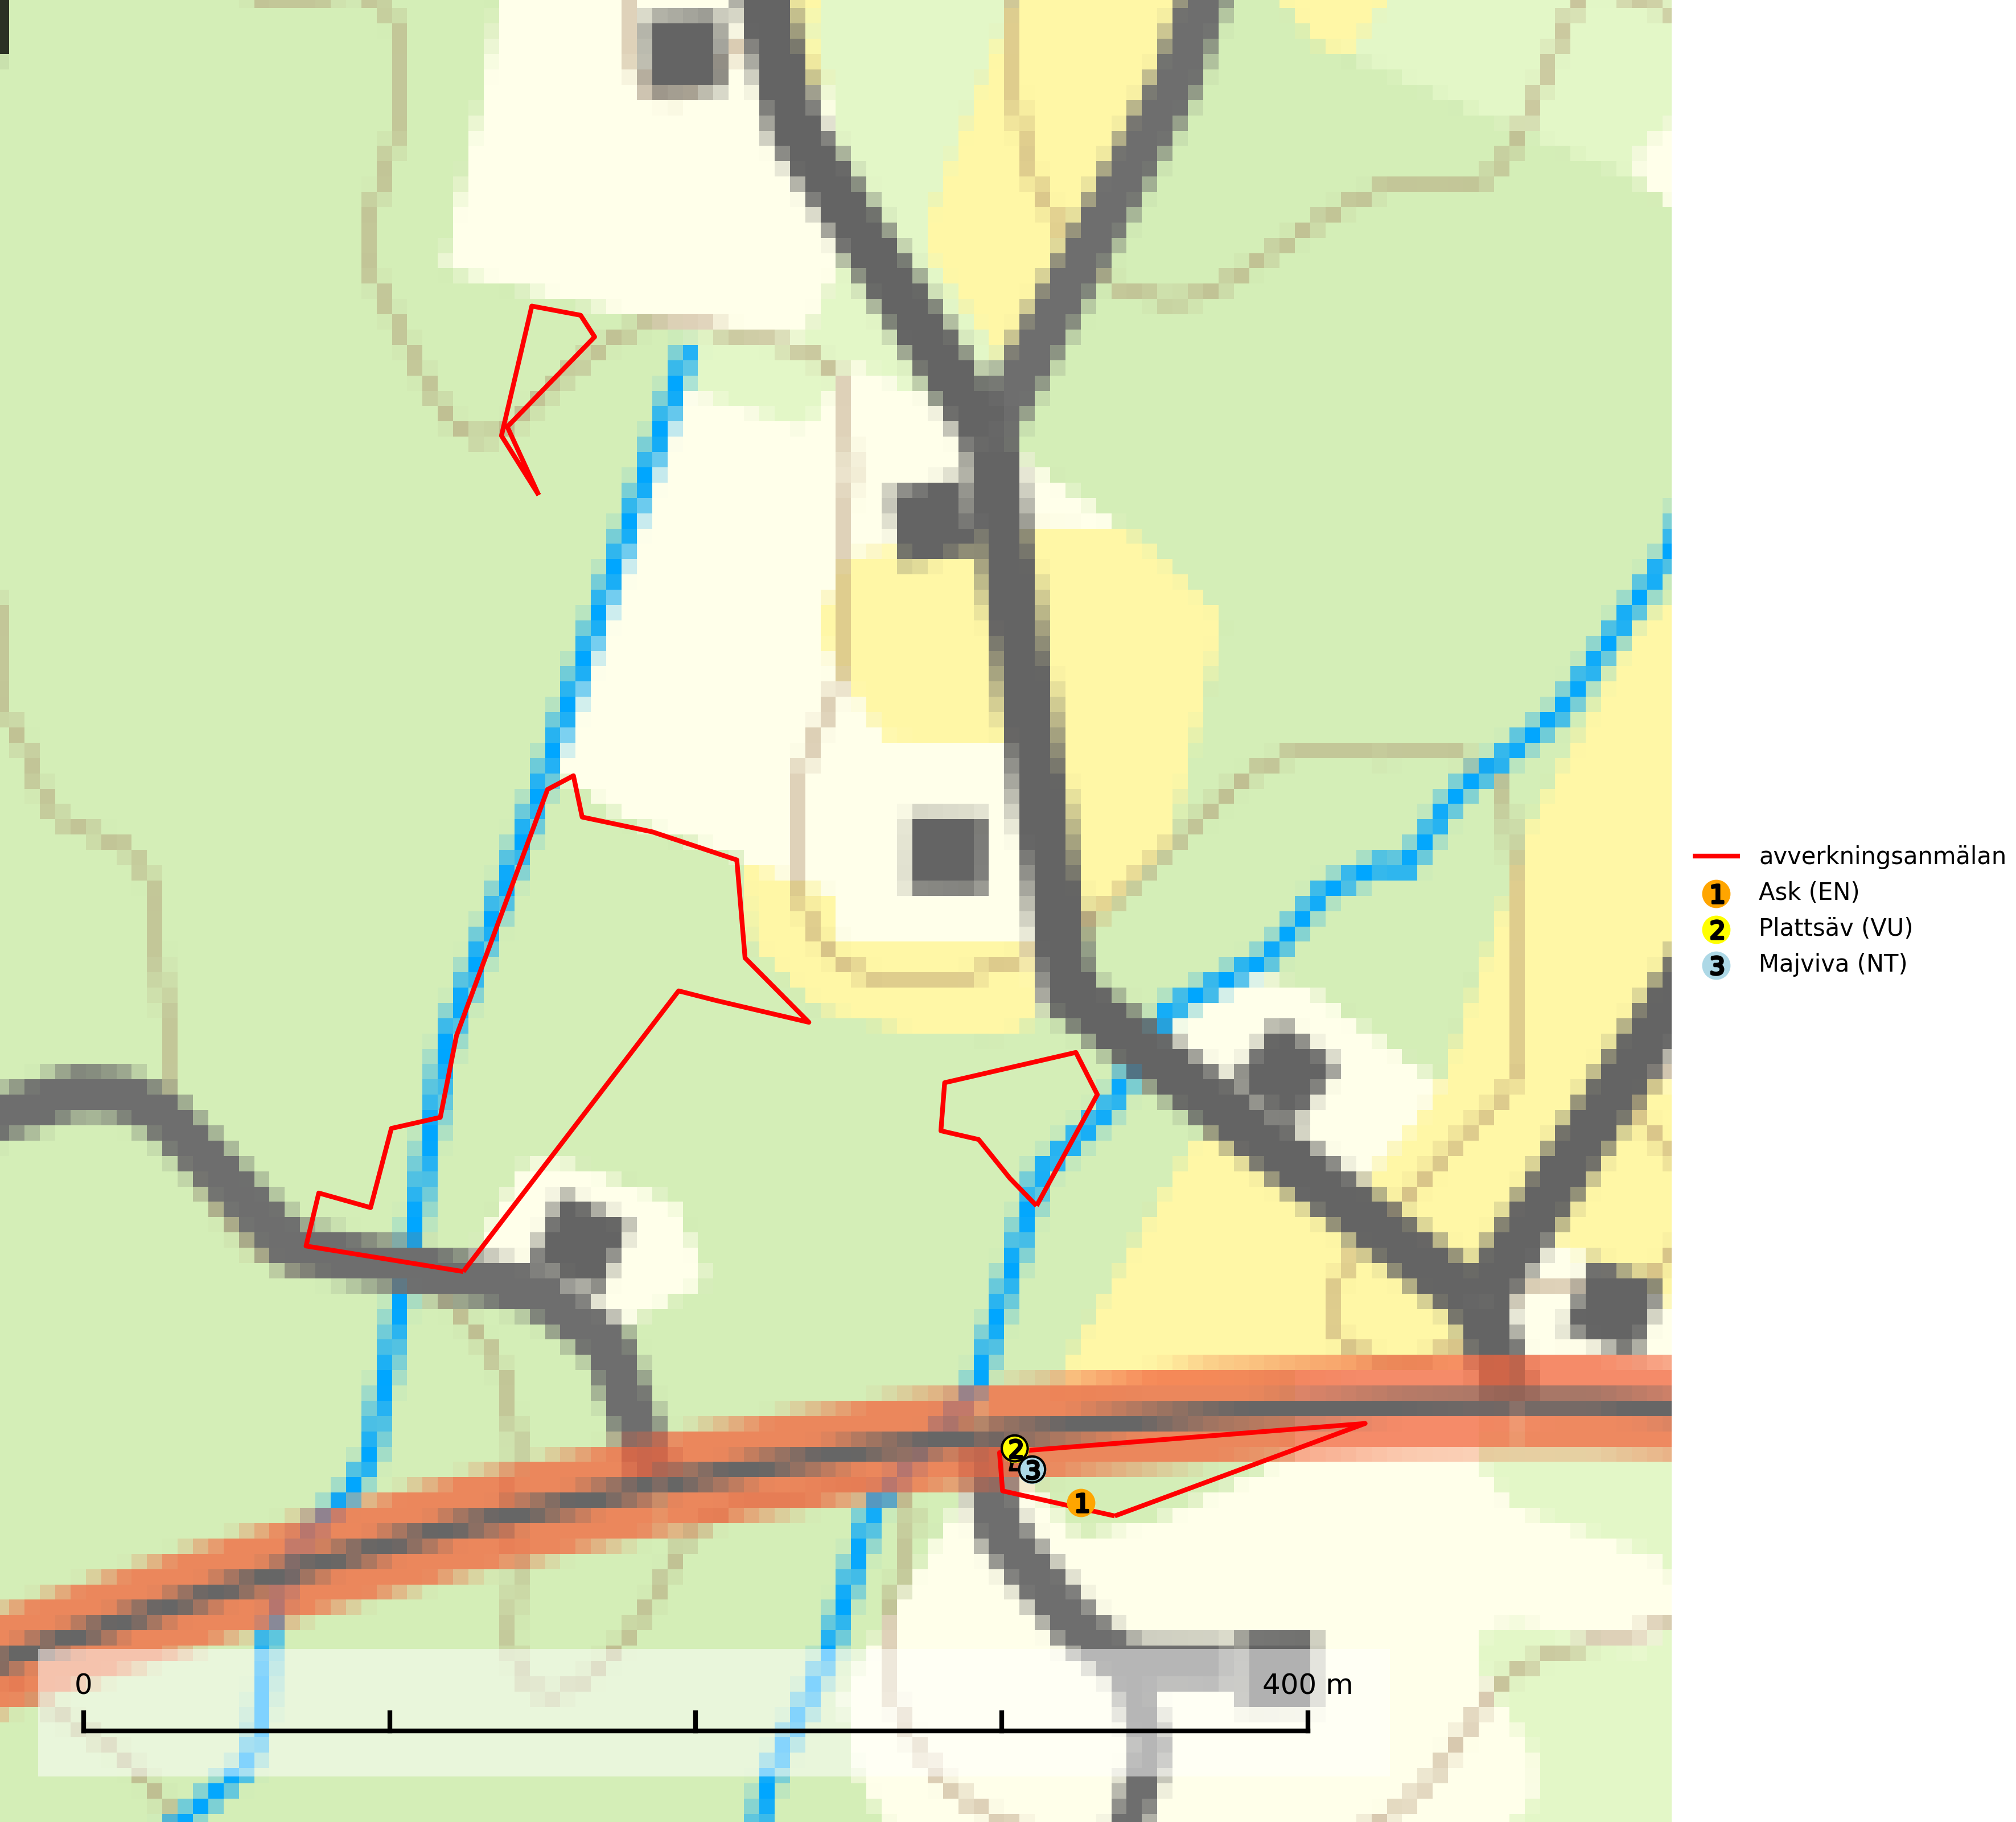 avverkningsanmälan
1 Ask (EN)
2 Plattsäv (VU)
3 Majviva (NT)
2
3
1
0 400 m